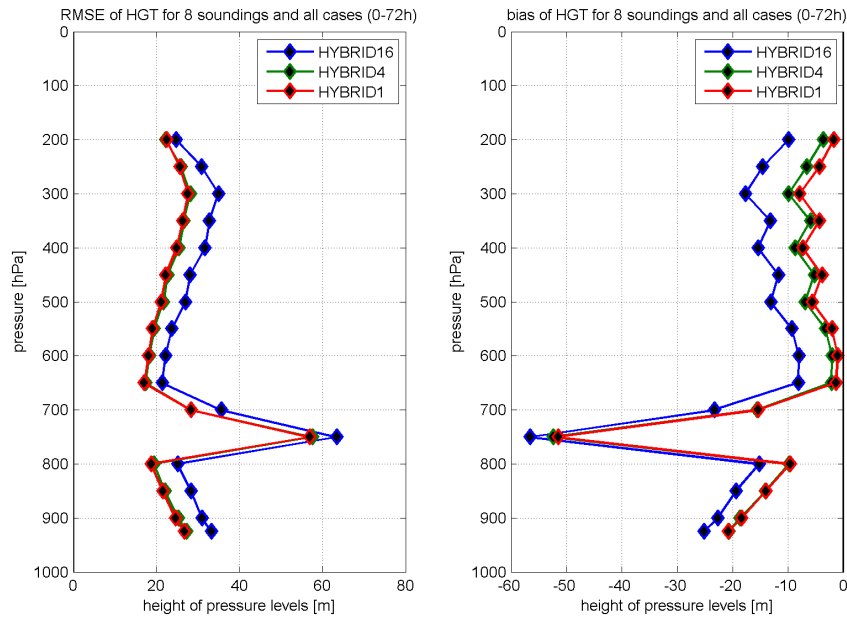 RMSE of HGT for 8 soundings and all cases (0-72h)
0
100
200
300
400
500
600
700
800
900
1000
pressure [hPa]
HYBRID16
HYBRID4
HYBRID1
0
20
40
60
80
height of pressure levels [m]
bias of HGT for 8 soundings and all cases (0-72h)
0
100
200
300
400
500
600
700
800
900
1000
pressure [hPa]
HYBRID16
HYBRID4
HYBRID1
-60
-50
-40
-30
-20
-10
0
height of pressure levels [m]